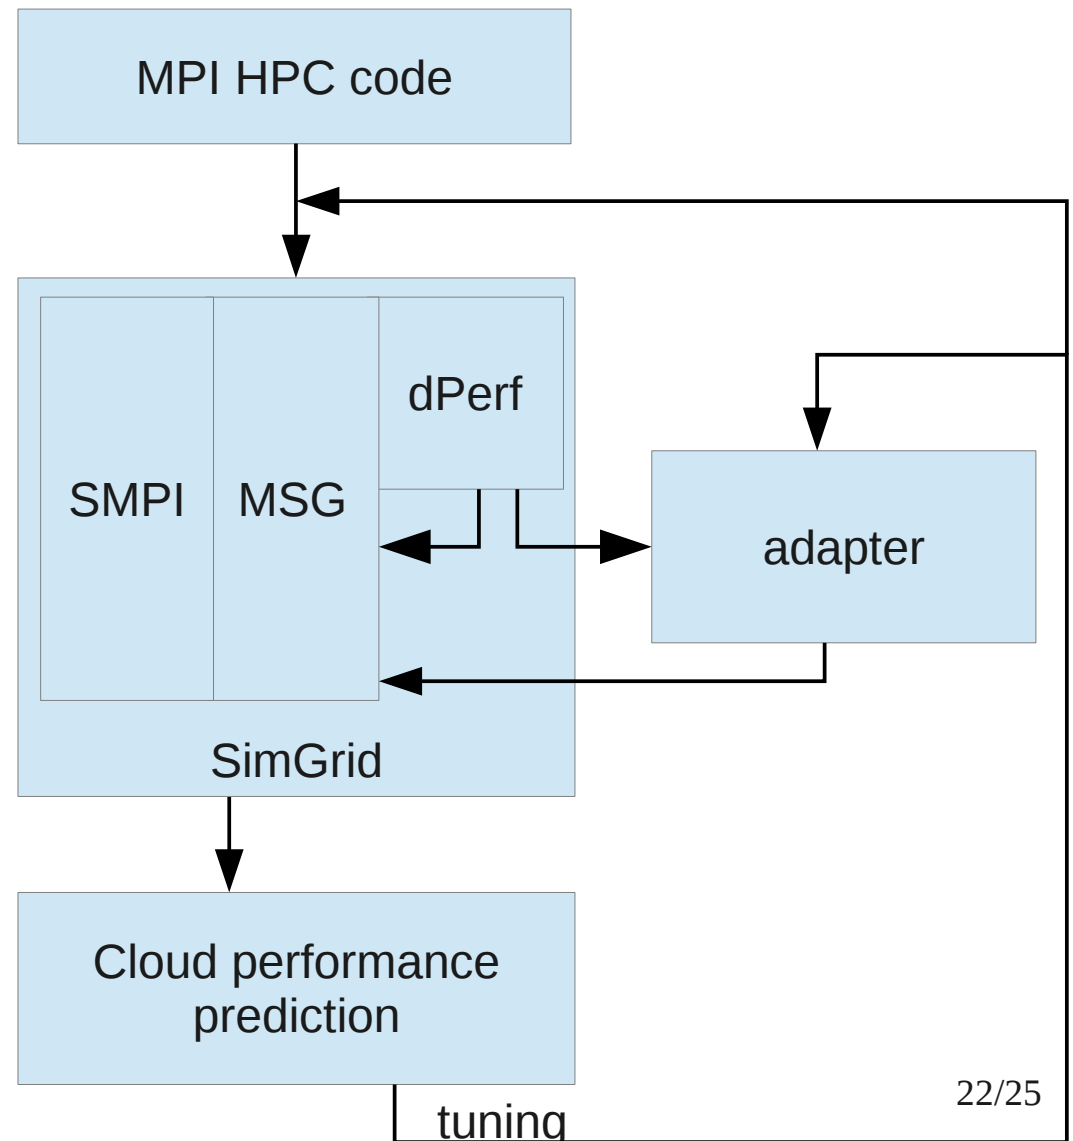 MPI HPC code
dPerf
SMPI
MSG
adapter
SimGrid
Cloud performance
prediction
22/25
tuning